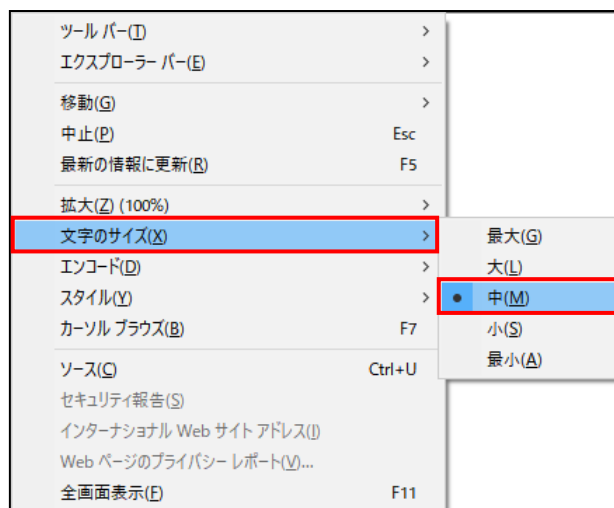 ツール バー(T)
エクスプローラー バー(E)
移動(G)
中止(P) Esc
最新の情報に更新(R) F5
拡大(Z) (100%)
文字のサイズ(X)
最大(G)
エンコード(D)
大(L)
スタイル(Y)
中(M)
カーソル ブラウズ(B) F7
小(S)
最小(A)
ソース(C) Ctrl+U
セキュリティ報告(S)
インターナショナル Web サイト アドレス(I)
Web ページのプライバシー レポート(V)...
全画面表示(F) F11